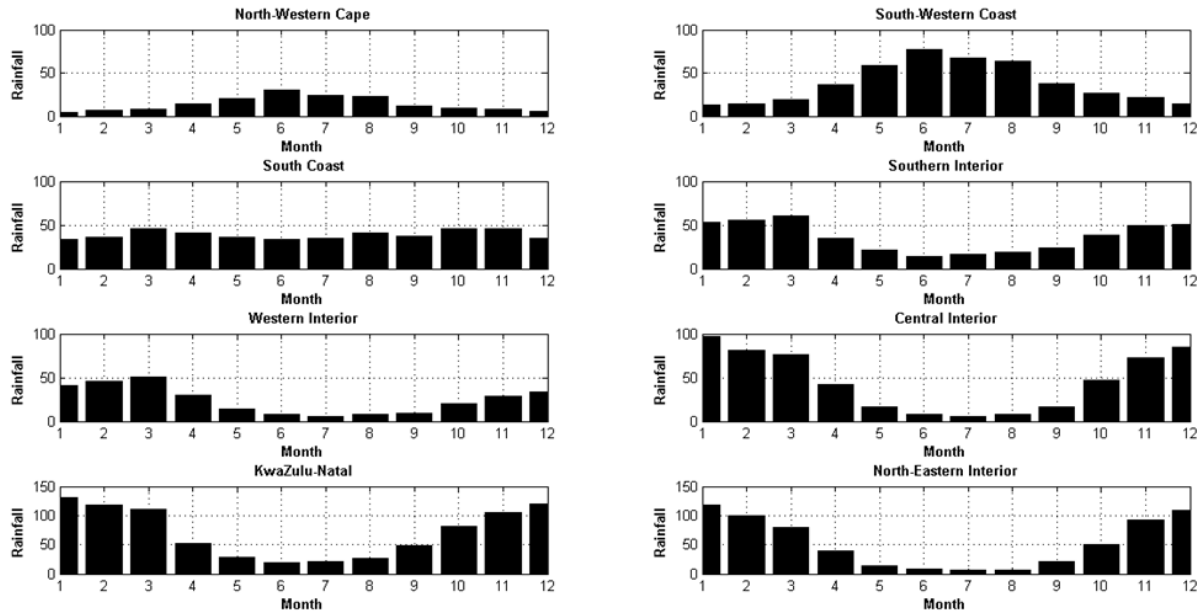 North-Western Cape
100
50
0
Rainfall
1 2 3 4 5 6 7 8 9 10 11 12
Month
South-Western Coast
100
50
0
Rainfall
1 2 3 4 5 6 7 8 9 10 11 12
Month
South Coast
100
50
0
Rainfall
1 2 3 4 5 6 7 8 9 10 11 12
Month
Southern Interior
100
50
0
Rainfall
1 2 3 4 5 6 7 8 9 10 11 12
Month
Western Interior
100
50
0
Rainfall
1 2 3 4 5 6 7 8 9 10 11 12
Month
Central Interior
100
50
0
Rainfall
1 2 3 4 5 6 7 8 9 10 11 12
Month
KwaZulu-Natal
150
100
50
0
Rainfall
1 2 3 4 5 6 7 8 9 10 11 12
Month
North-Eastern Interior
150
100
50
0
Rainfall
1 2 3 4 5 6 7 8 9 10 11 12
Month